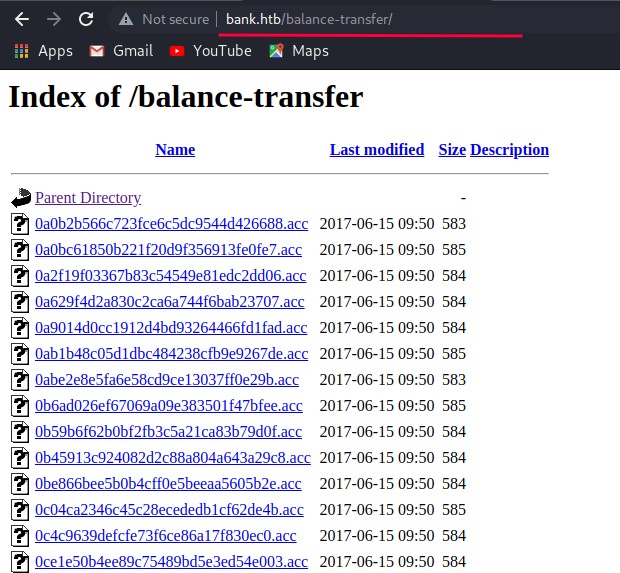 Not secure bank.htb/balance-transfer/
Apps Gmail YouTube Maps
Index of /balance-transfer
Name Last modified Size Description
Parent Directory -
0a0b2b566c723fce6c5dc9544d426688.acc 2017-06-15 09:50 583
0a0bc61850b221f20d9f356913fe0fe7.acc 2017-06-15 09:50 585
0a2f19f03367b83c54549e81edc2dd06.acc 2017-06-15 09:50 584
0a629f4d2a830c2ca6a744f6bab23707.acc 2017-06-15 09:50 584
0a9014d0cc1912d4bd93264466fd1fad.acc 2017-06-15 09:50 584
0ab1b48c05d1dbc484238cfb9e9267de.acc 2017-06-15 09:50 585
0abe2e8e5fa6e58cd9ce13037ff0e29b.acc 2017-06-15 09:50 583
0b6ad026ef67069a09e383501f47bfee.acc 2017-06-15 09:50 585
0b59b6f62b0bf2fb3c5a21ca83b79d0f.acc 2017-06-15 09:50 584
0b45913c924082d2c88a804a643a29c8.acc 2017-06-15 09:50 584
0be866bee5b0b4cff0e5beeaa5605b2e.acc 2017-06-15 09:50 584
0c04ca2346c45c28ecededb1cf62de4b.acc 2017-06-15 09:50 585
0c4c9639defcfe73f6ce86a17f830ec0.acc 2017-06-15 09:50 584
0ce1e50b4ee89c75489bd5e3ed54e003.acc 2017-06-15 09:50 584